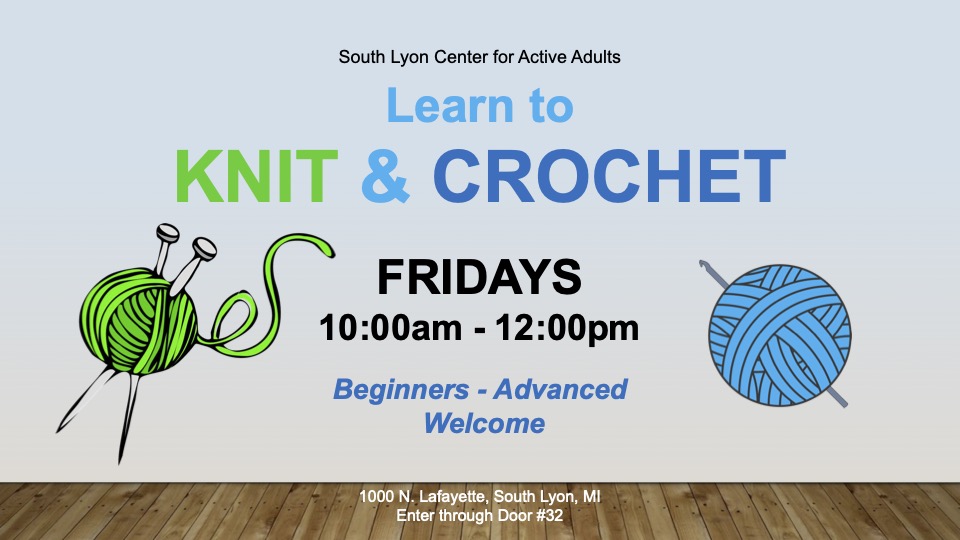 South Lyon Center for Active Adults
Learn to
KNIT & CROCHET
FRIDAYS
10:00am - 12:00pm
Beginners - Advanced
Welcome
1000 N. Lafayette, South Lyon, MI
Enter through Door #32